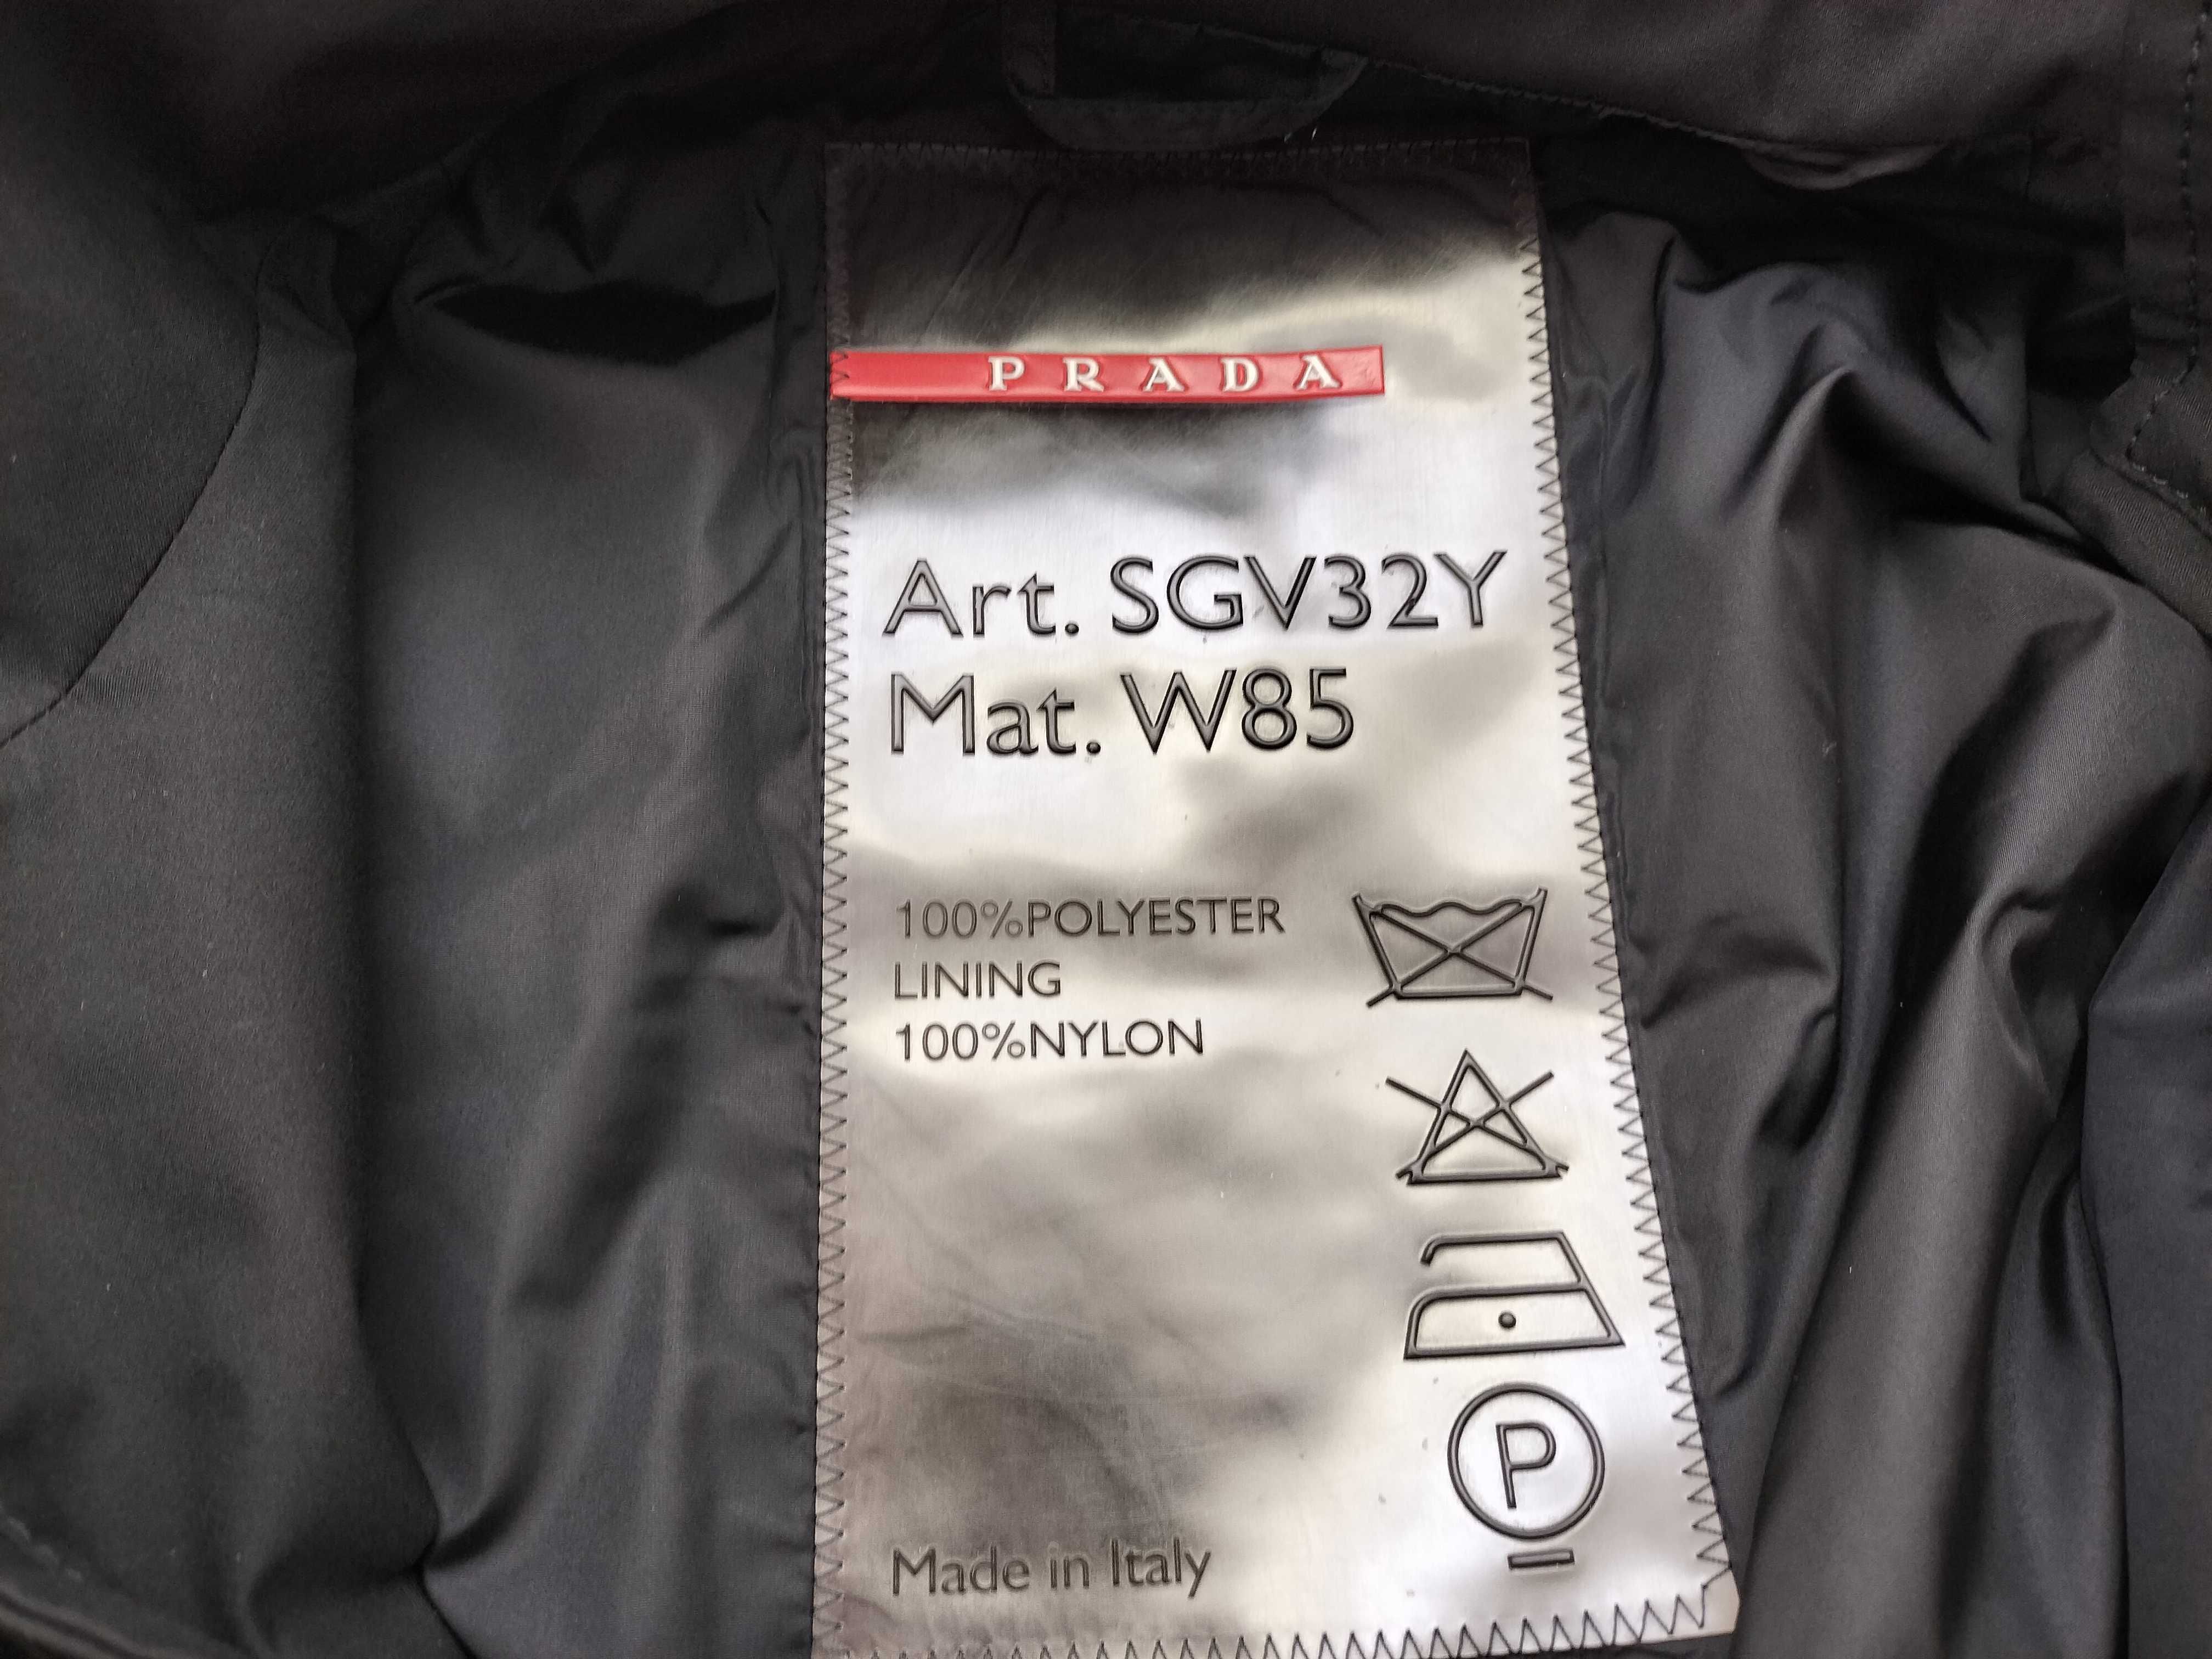 PRADA
Art. SGV32Y
Mat. W85
100%POLYESTER
LINING
100%NYLON
P
Made in Italy